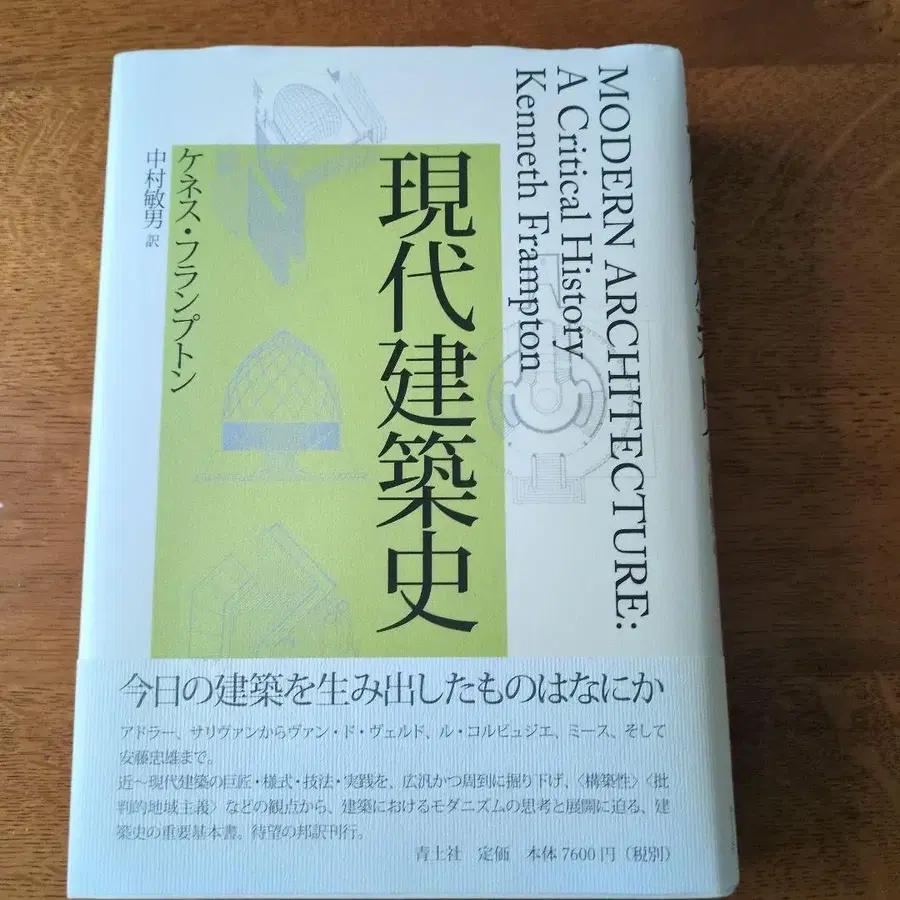 MODERN ARCHITECTURE:
A Critical History
Kenneth Frampton
現代建築史
ケネス・フランプトン
中村敏男 訳
今日の建築を生み出したものはなにか
アドラー、サリヴァンからヴァン・ド・ヴェルド、ル・コルビュジエ、ミース、そして
安藤忠雄まで。
近〜現代建築の巨匠・様式・技法・実践を、広汎かつ周到に掘り下げ、〈構築性〉〈批
判的地域主義〉などの観点から、建築におけるモダニズムの思考と展開に迫る、建
築史の重要基本書。待望の邦訳刊行。
青土社 定価 本体7600円（税別）